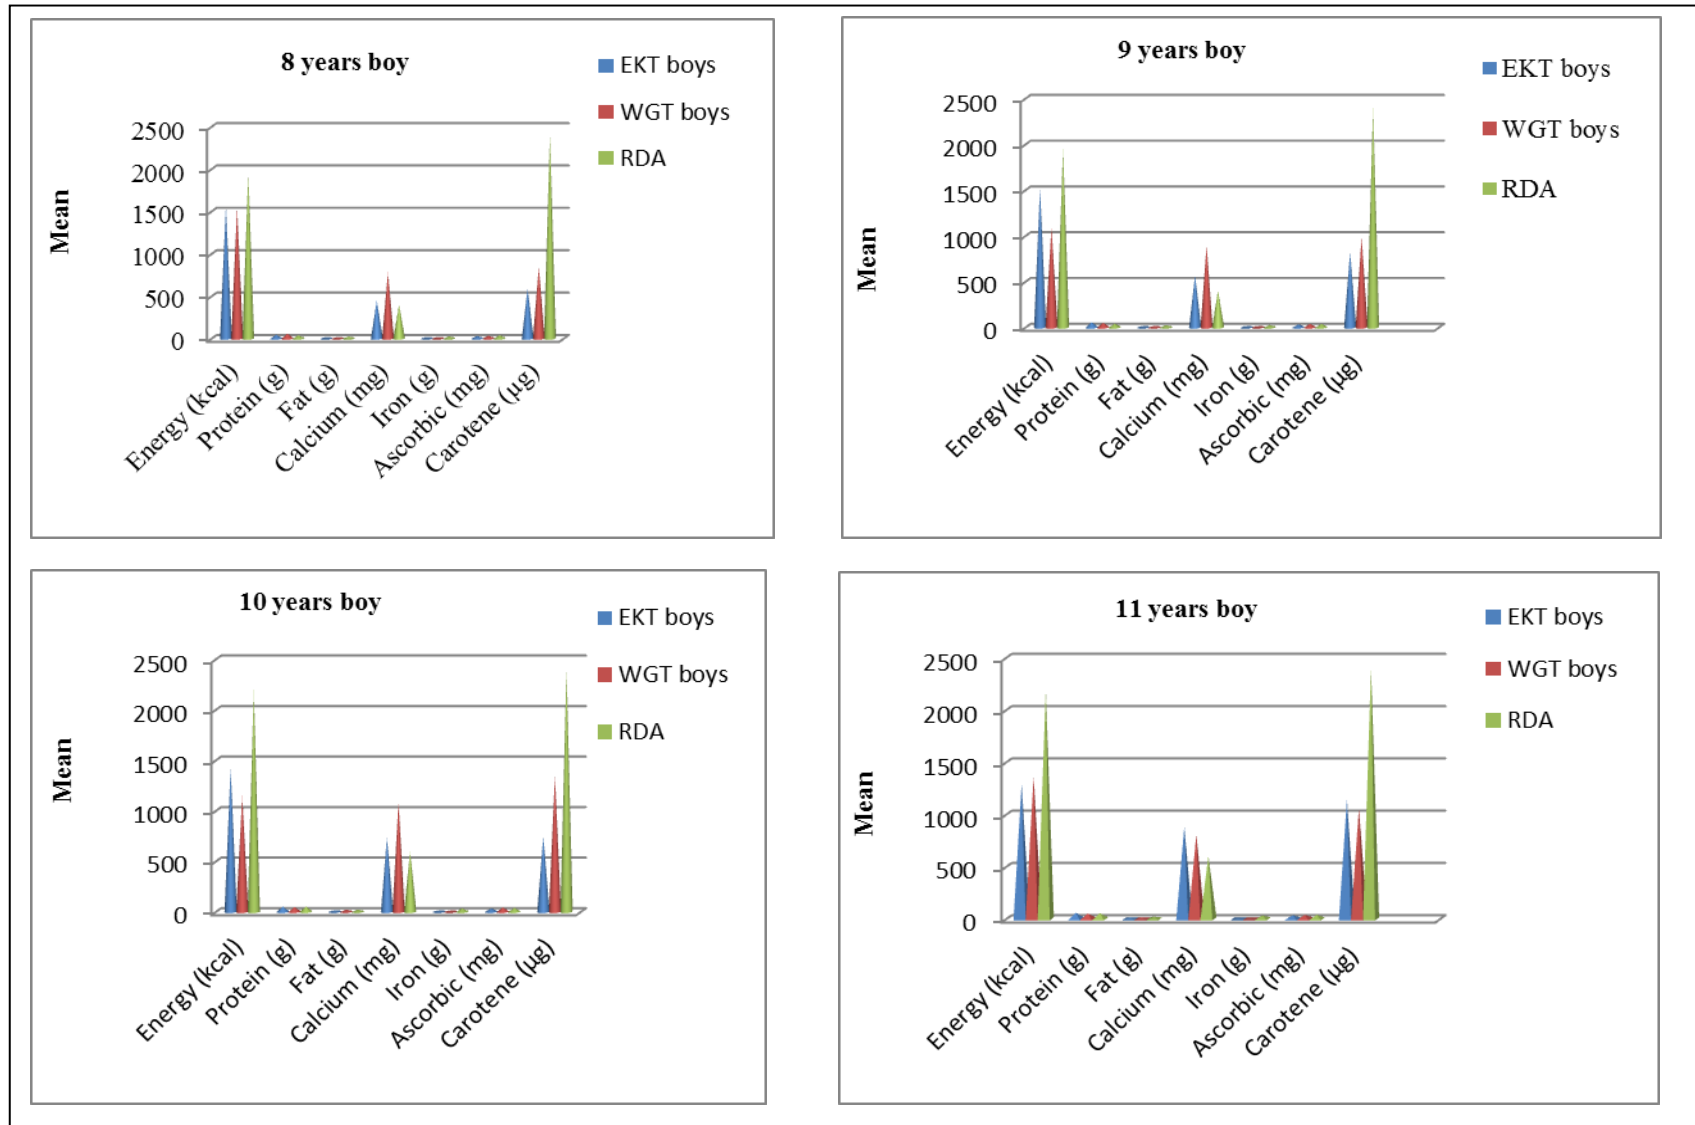 8 years boy
EKT boys
WGT boys
RDA
Mean
2500
2000
1500
1000
500
0
Energy (kcal)
Protein (g)
Fat (g)
Calcium (mg)
Iron (g)
Ascorbic (mg)
Carotene (µg)
9 years boy
EKT boys
WGT boys
RDA
Mean
2500
2000
1500
1000
500
0
Energy (kcal)
Protein (g)
Fat (g)
Calcium (mg)
Iron (g)
Ascorbic (mg)
Carotene (µg)
10 years boy
EKT boys
WGT boys
RDA
Mean
2500
2000
1500
1000
500
0
Energy (kcal)
Protein (g)
Fat (g)
Calcium (mg)
Iron (g)
Ascorbic (mg)
Carotene (µg)
11 years boy
EKT boys
WGT boys
RDA
Mean
2500
2000
1500
1000
500
0
Energy (kcal)
Protein (g)
Fat (g)
Calcium (mg)
Iron (g)
Ascorbic (mg)
Carotene (µg)